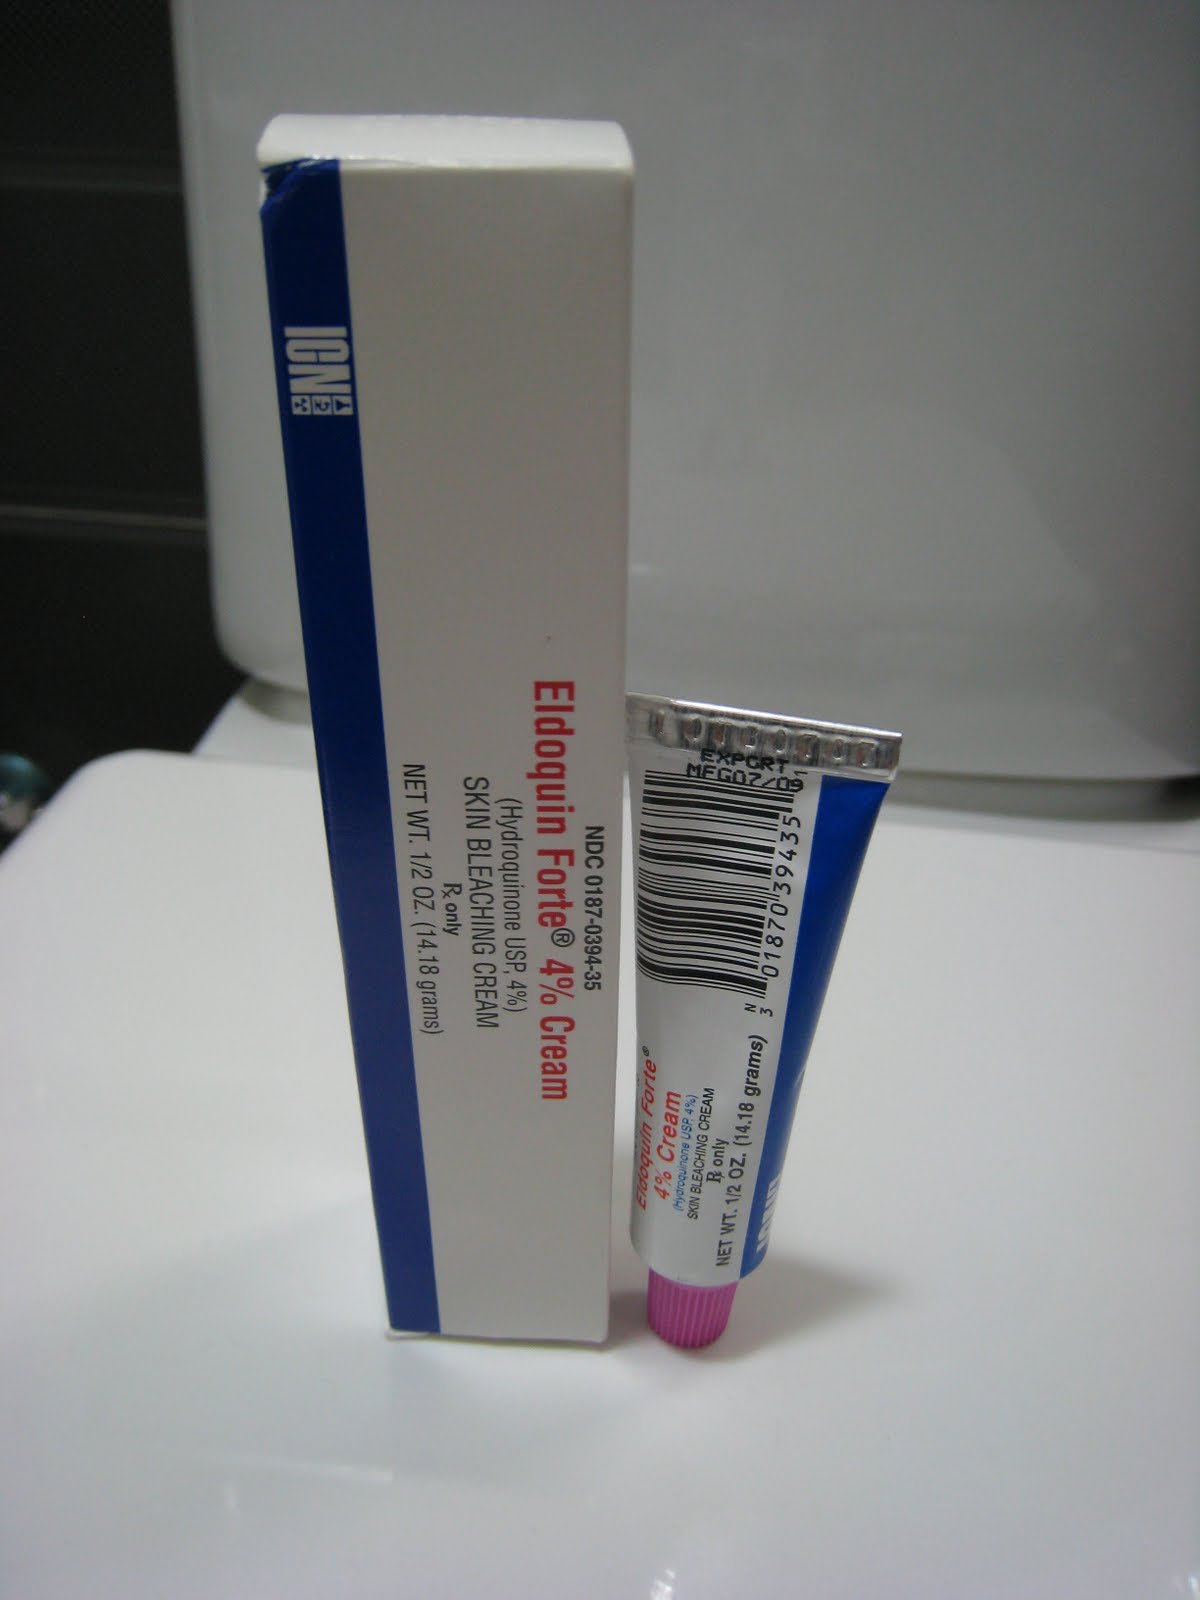 ICN
NDC 0187-0394-35
Eldoquin Forte® 4% Cream
(Hydroquinone USP, 4%)
SKIN BLEACHING CREAM
℞ only
NET WT. 1/2 OZ. (14.18 grams)
EXPORT
MFG07/09
N
3 0187039435 1
Eldoquin Forte®
4% Cream
(Hydroquinone USP, 4%)
SKIN BLEACHING CREAM
℞ only
NET WT. 1/2 OZ. (14.18 grams)
ICN